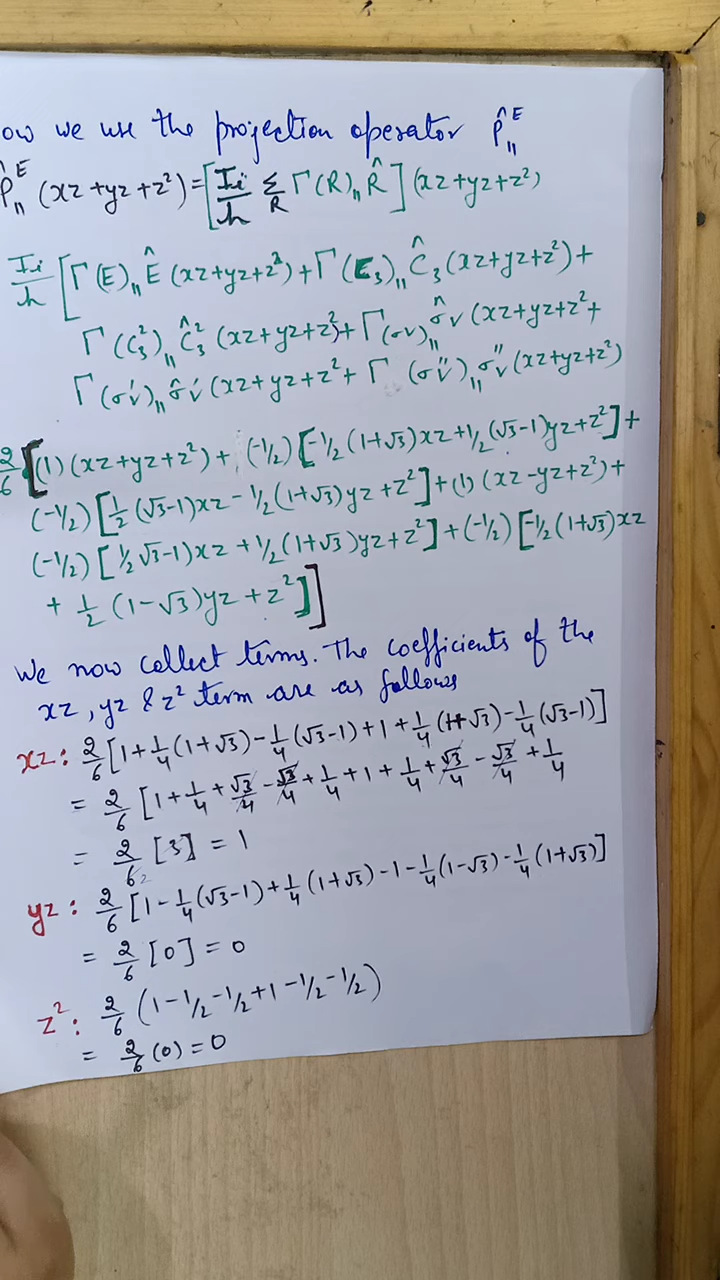 ow we use the projection operator P̂₁₁ᴱ
P̂₁₁ᴱ (xz+yz+z²) = [Ii/h Σ_R Γ(R)₁₁ R̂] (xz+yz+z²)
Ii/h [Γ(E)₁₁ Ê (xz+yz+z²) + Γ(C₃)₁₁ Ĉ₃ (xz+yz+z²) +
Γ(C₃²)₁₁ Ĉ₃² (xz+yz+z²) + Γ(σv)₁₁ σ̂v (xz+yz+z² +
Γ(σv́)₁₁ σ̂v́ (xz+yz+z² + Γ (σv̋)₁₁ σv̋ (xz+yz+z²)
2/6 [(1)(xz+yz+z²) + (-1/2) [-1/2 (1+√3) xz + 1/2 (√3-1) yz + z²] +
(-1/2) [1/2 (√3-1) xz - 1/2 (1+√3) yz + z²] + (1) (xz-yz+z²) +
(-1/2) [1/2 √3-1) xz + 1/2 (1+√3) yz + z²] + (-1/2) [-1/2 (1+√3) xz
+ 1/2 (1-√3) yz + z²]]
We now collect terms. The coefficients of the
xz, yz & z² term are as follows
xz : 2/6 [1 + 1/4 (1+√3) - 1/4 (√3-1) + 1 + 1/4 (1+√3) - 1/4 (√3-1)]
= 2/6 [1 + 1/4 + √3/4 - √3/4 + 1/4 + 1 + 1/4 + √3/4 - √3/4 + 1/4
= 2/6₂ [3] = 1
yz : 2/6 [1 - 1/4 (√3-1) + 1/4 (1+√3) - 1 - 1/4 (1-√3) - 1/4 (1+√3)]
= 2/6 [0] = 0
z² : 2/6 (1 - 1/2 - 1/2 + 1 - 1/2 - 1/2)
= 2/6 (0) = 0